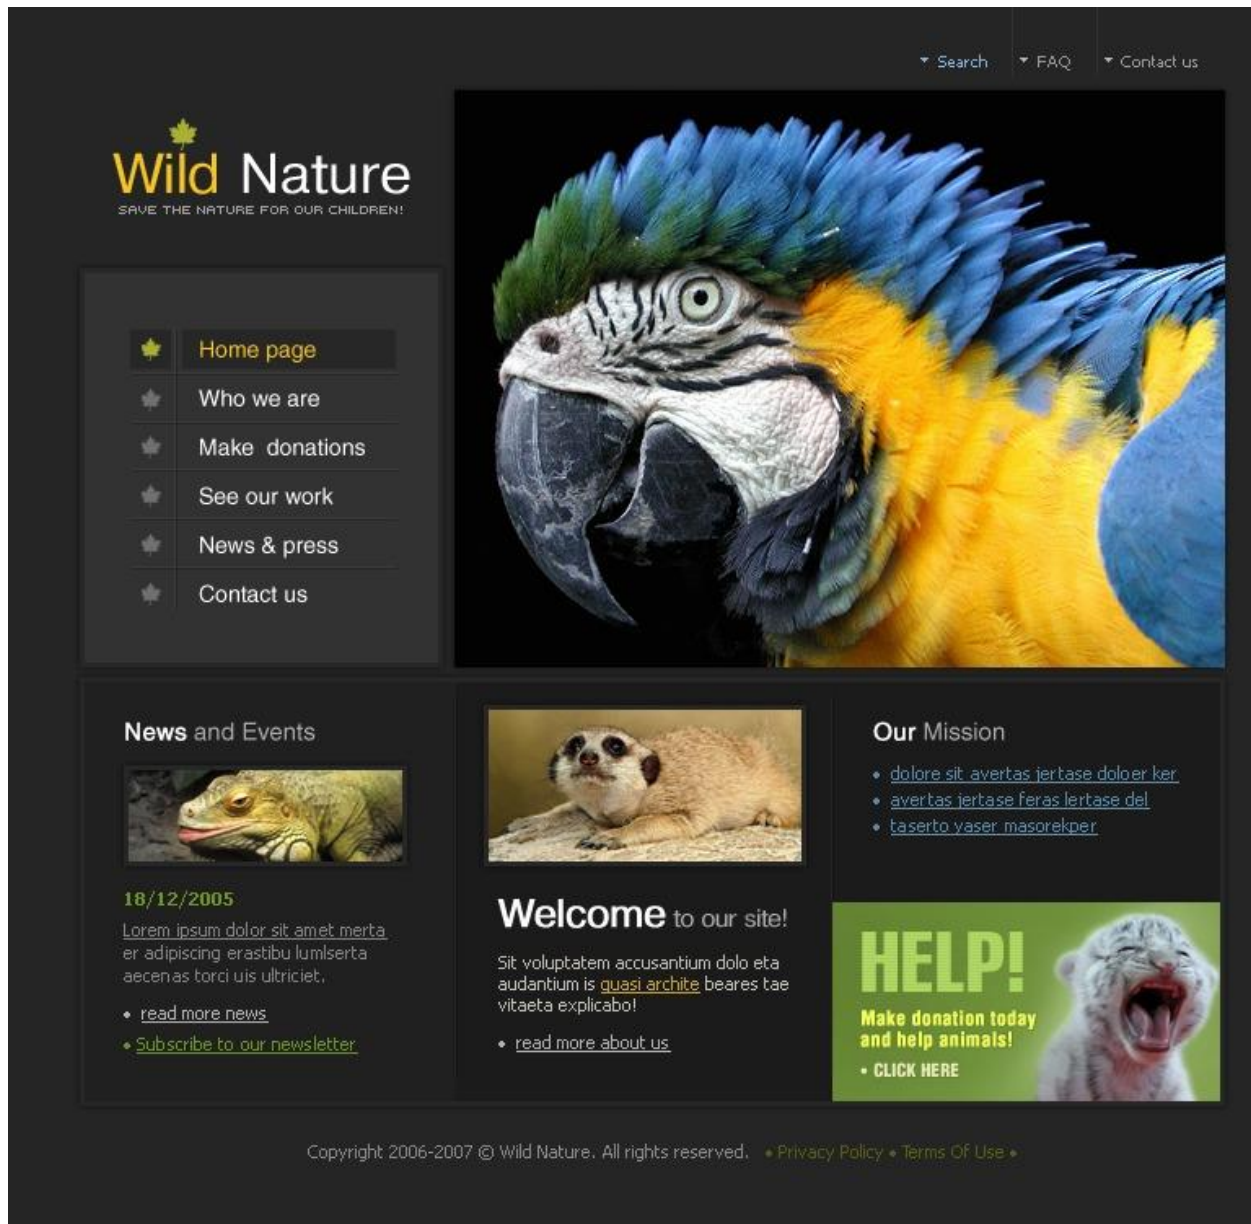 Search
FAQ
Contact us
Wild Nature
SAVE THE NATURE FOR OUR CHILDREN!
Home page
Who we are
Make donations
See our work
News & press
Contact us
News and Events
18/12/2005
Lorem ipsum dolor sit amet merta
er adipiscing erastibu lumlserta
aecenas torci uis ultriciet.
• read more news
• Subscribe to our newsletter
Welcome to our site!
Sit voluptatem accusantium dolo eta
audantium is quasi archite beares tae
vitaeta explicabo!
• read more about us
Our Mission
• dolore sit avertas jertase doloer ker
• avertas jertase feras lertase del
• taserto yaser masorekper
HELP!
Make donation today
and help animals!
• CLICK HERE
Copyright 2006-2007 © Wild Nature. All rights reserved. • Privacy Policy • Terms Of Use •